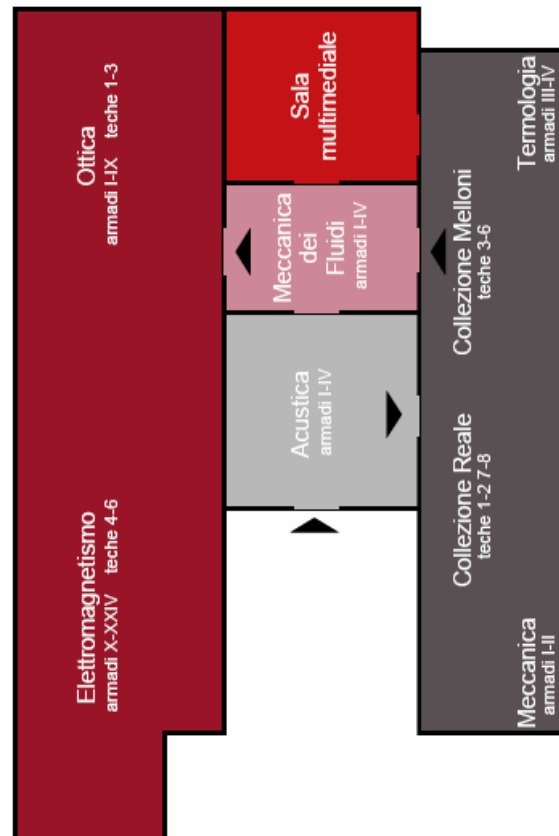 Ottica
armadi I-IX teche 1-3
Elettromagnetismo
armadi X-XXIV teche 4-6
Sala
multimediale
Meccanica
dei
Fluidi
armadi I-IV
Acustica
armadi I-IV
Collezione Melloni
teche 3-6
Collezione Reale
teche 1-2 7-8
Termologia
armadi III-IV
Meccanica
armadi I-II